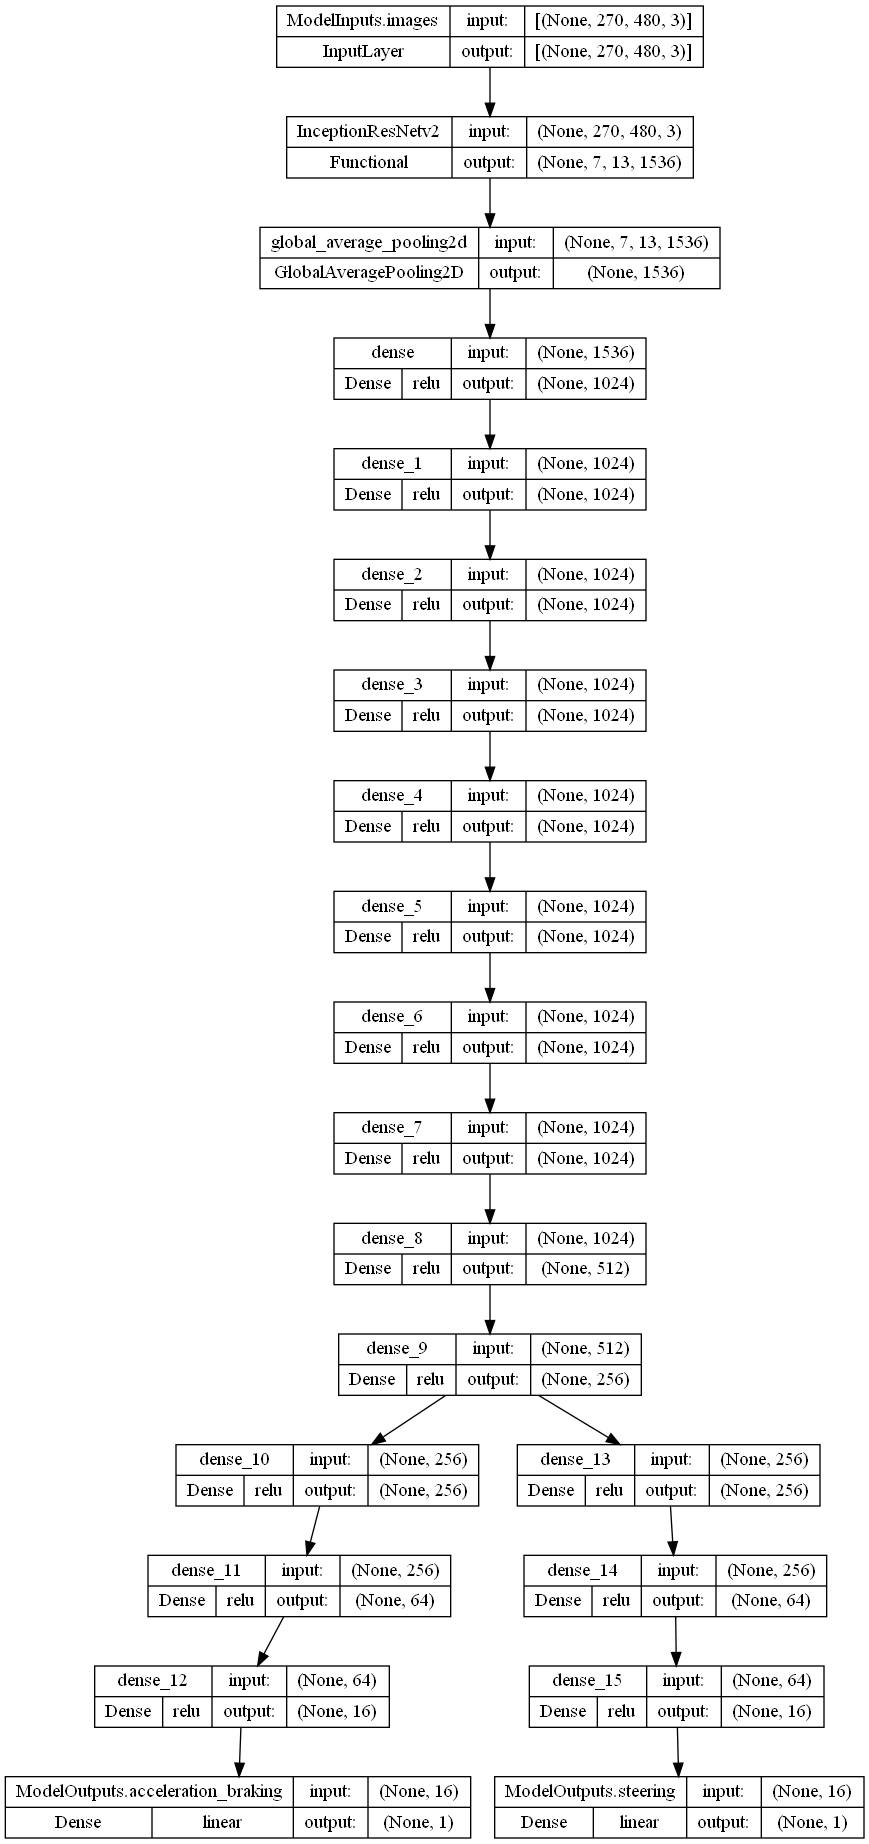 ModelInputs.images input: [(None, 270, 480, 3)]
InputLayer output: [(None, 270, 480, 3)]
InceptionResNetv2 input: (None, 270, 480, 3)
Functional output: (None, 7, 13, 1536)
global_average_pooling2d input: (None, 7, 13, 1536)
GlobalAveragePooling2D output: (None, 1536)
dense input: (None, 1536)
Dense relu output: (None, 1024)
dense_1 input: (None, 1024)
Dense relu output: (None, 1024)
dense_2 input: (None, 1024)
Dense relu output: (None, 1024)
dense_3 input: (None, 1024)
Dense relu output: (None, 1024)
dense_4 input: (None, 1024)
Dense relu output: (None, 1024)
dense_5 input: (None, 1024)
Dense relu output: (None, 1024)
dense_6 input: (None, 1024)
Dense relu output: (None, 1024)
dense_7 input: (None, 1024)
Dense relu output: (None, 1024)
dense_8 input: (None, 1024)
Dense relu output: (None, 512)
dense_9 input: (None, 512)
Dense relu output: (None, 256)
dense_10 input: (None, 256) dense_13 input: (None, 256)
Dense relu output: (None, 256) Dense relu output: (None, 256)
dense_11 input: (None, 256) dense_14 input: (None, 256)
Dense relu output: (None, 64) Dense relu output: (None, 64)
dense_12 input: (None, 64) dense_15 input: (None, 64)
Dense relu output: (None, 16) Dense relu output: (None, 16)
ModelOutputs.acceleration_braking input: (None, 16) ModelOutputs.steering input: (None, 16)
Dense linear output: (None, 1) Dense linear output: (None, 1)